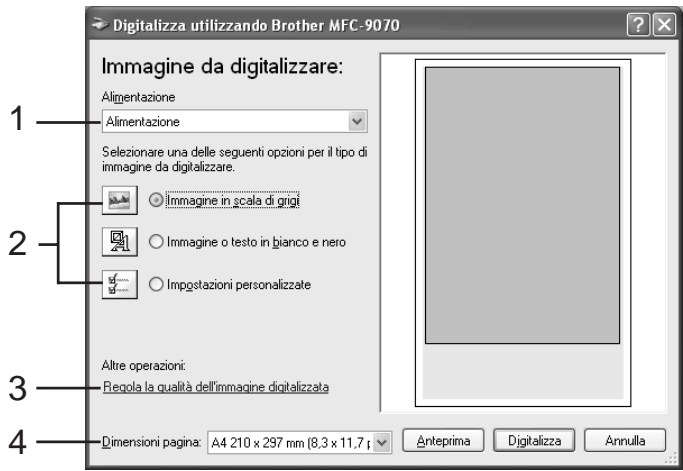 Digitalizza utilizzando Brother MFC-9070
Immagine da digitalizzare:
Alimentazione
1
Alimentazione
Selezionare una delle seguenti opzioni per il tipo di
immagine da digitalizzare.
2
Immagine in scala di grigi
Immagine o testo in bianco e nero
Impostazioni personalizzate
Altre operazioni:
3
Regola la qualità dell'immagine digitalizzata
4
Dimensioni pagina: A4 210 x 297 mm (8,3 x 11,7 p
Anteprima
Digitalizza
Annulla